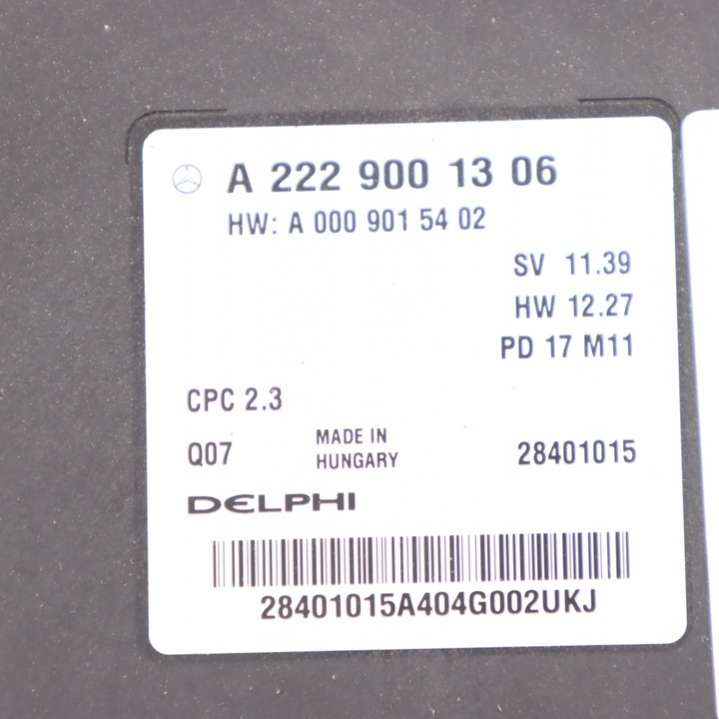 A 222 900 13 06
HW: A 000 901 54 02
SV 11.39
HW 12.27
PD 17 M11
CPC 2.3
Q07
MADE IN
HUNGARY
28401015
DELPHI
28401015A404G002UKJ